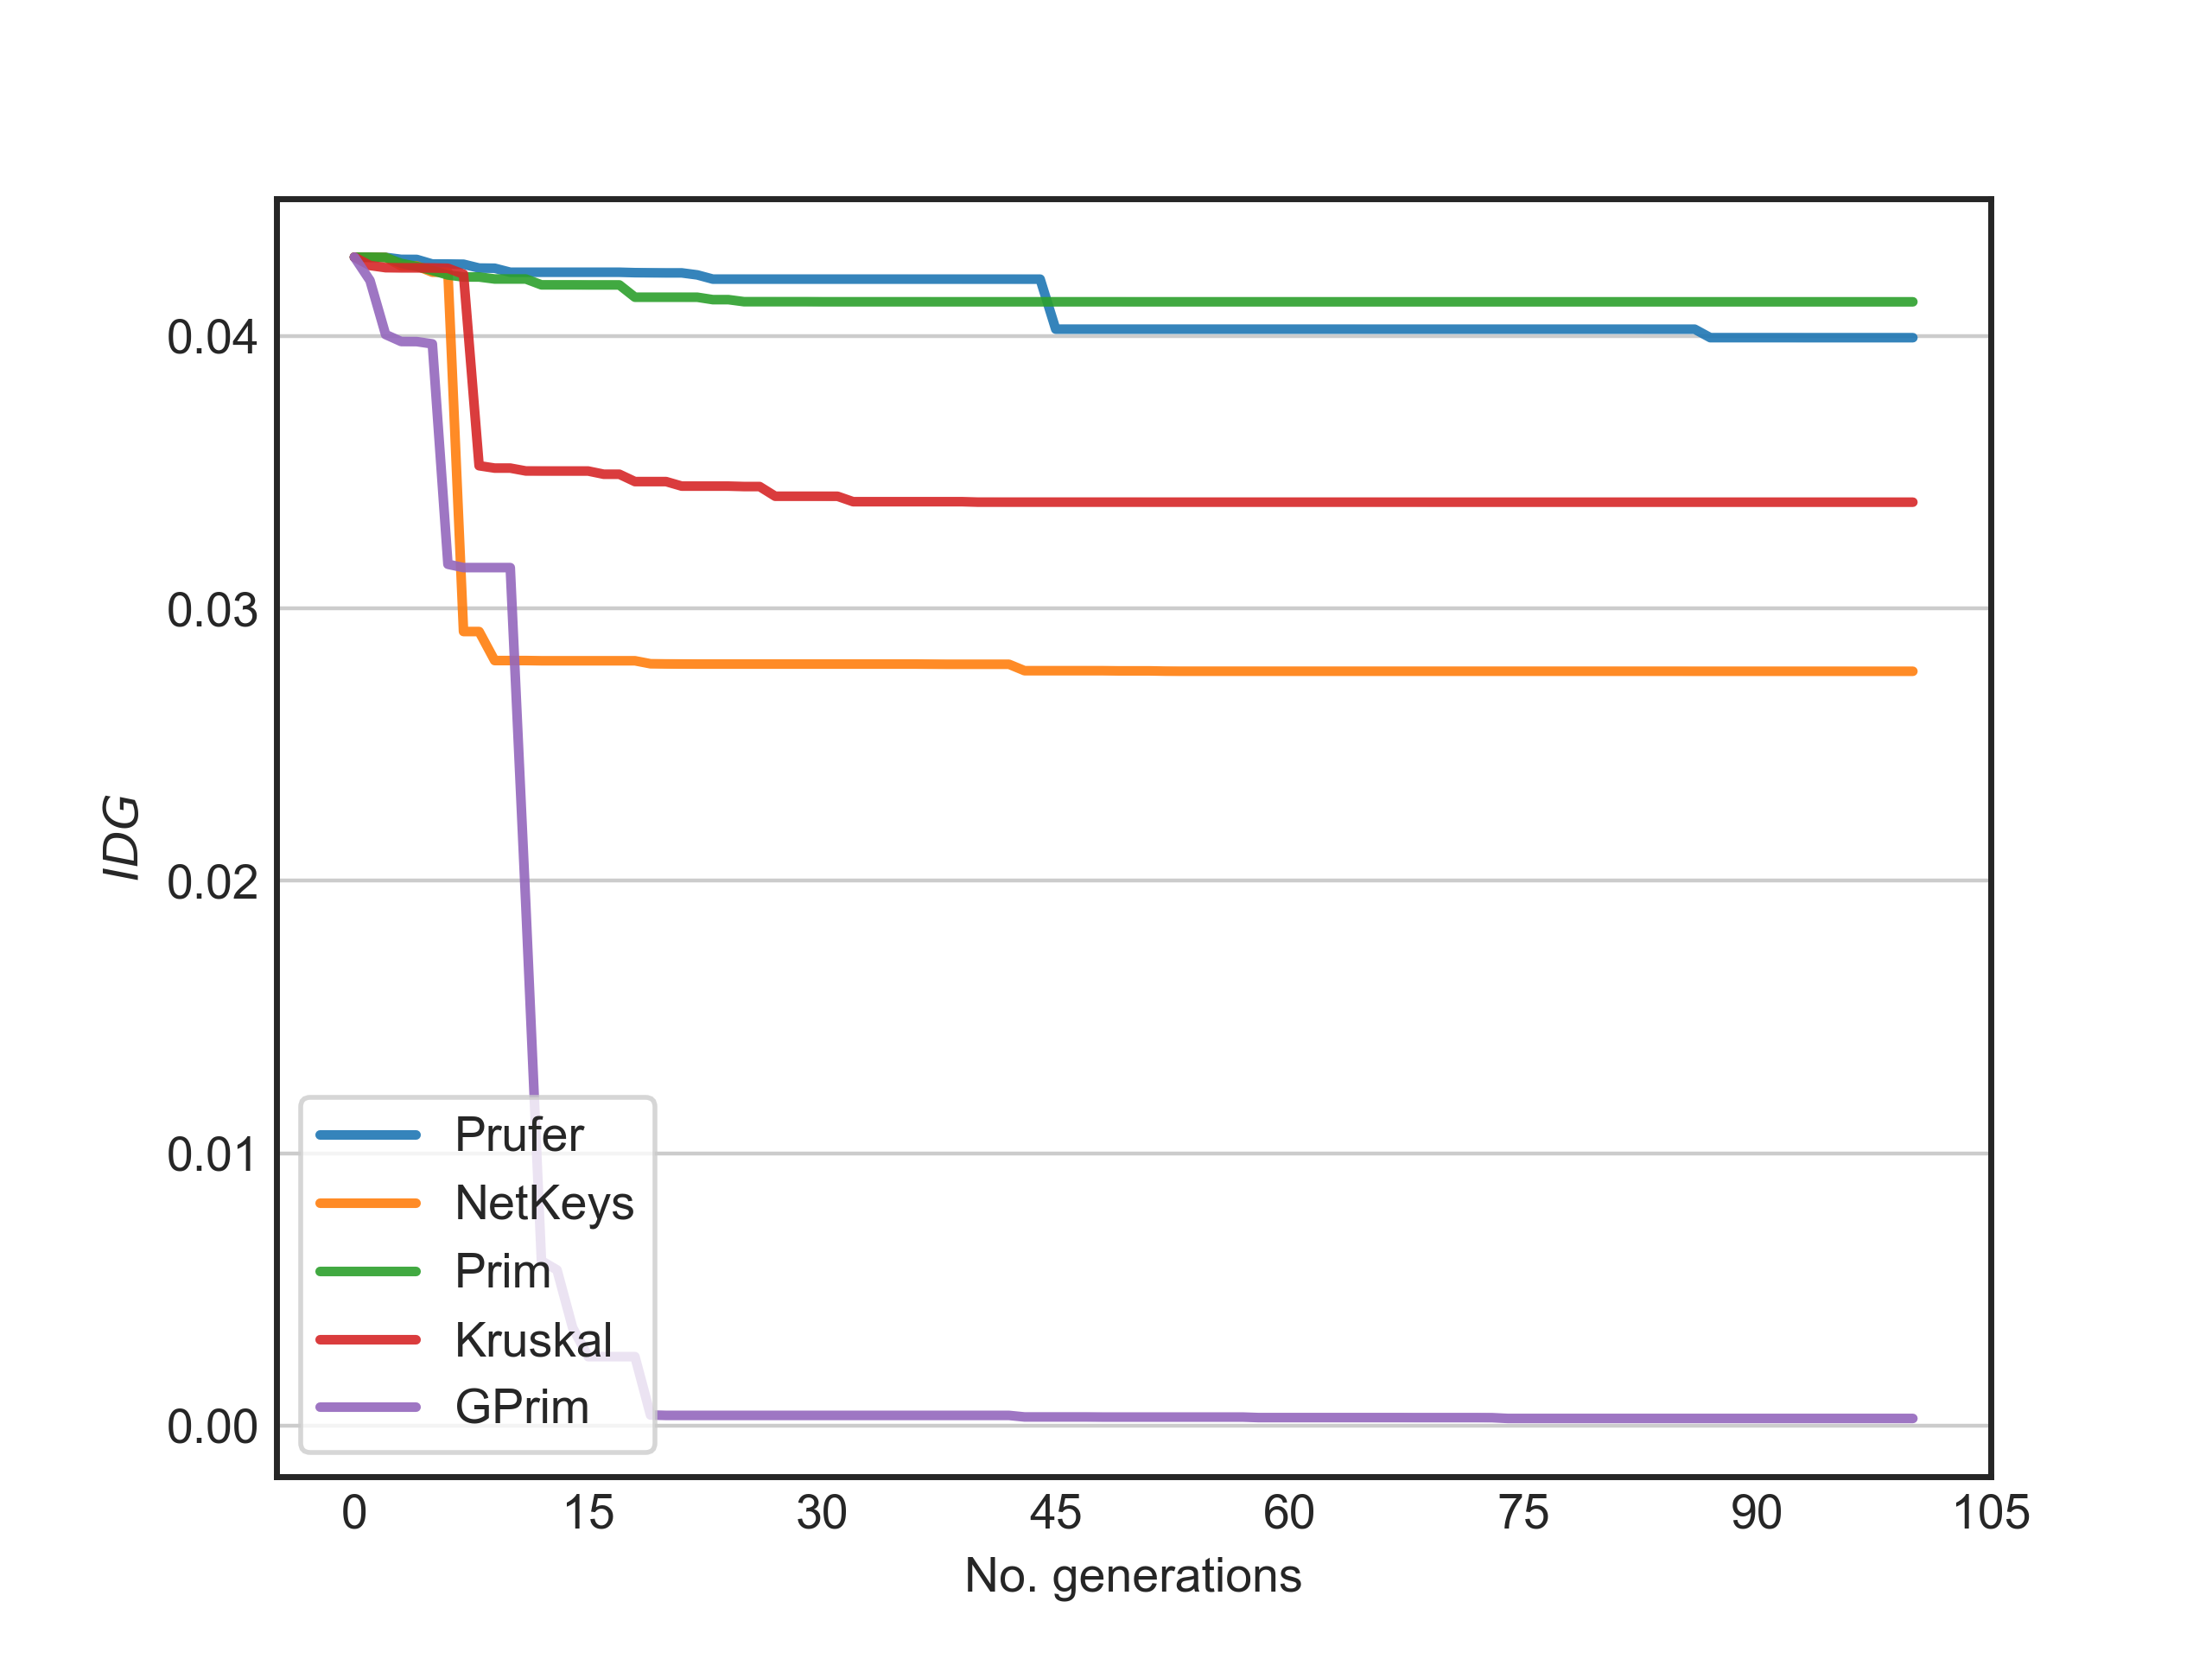 0.04
0.03
0.02
0.01
0.00
IDG
Prufer
NetKeys
Prim
Kruskal
GPrim
0 15 30 45 60 75 90 105
No. generations